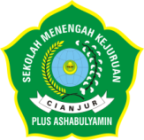 SEKOLAH MENENGAH KEJURUAN
CIANJUR
PLUS ASHABULYAMIN